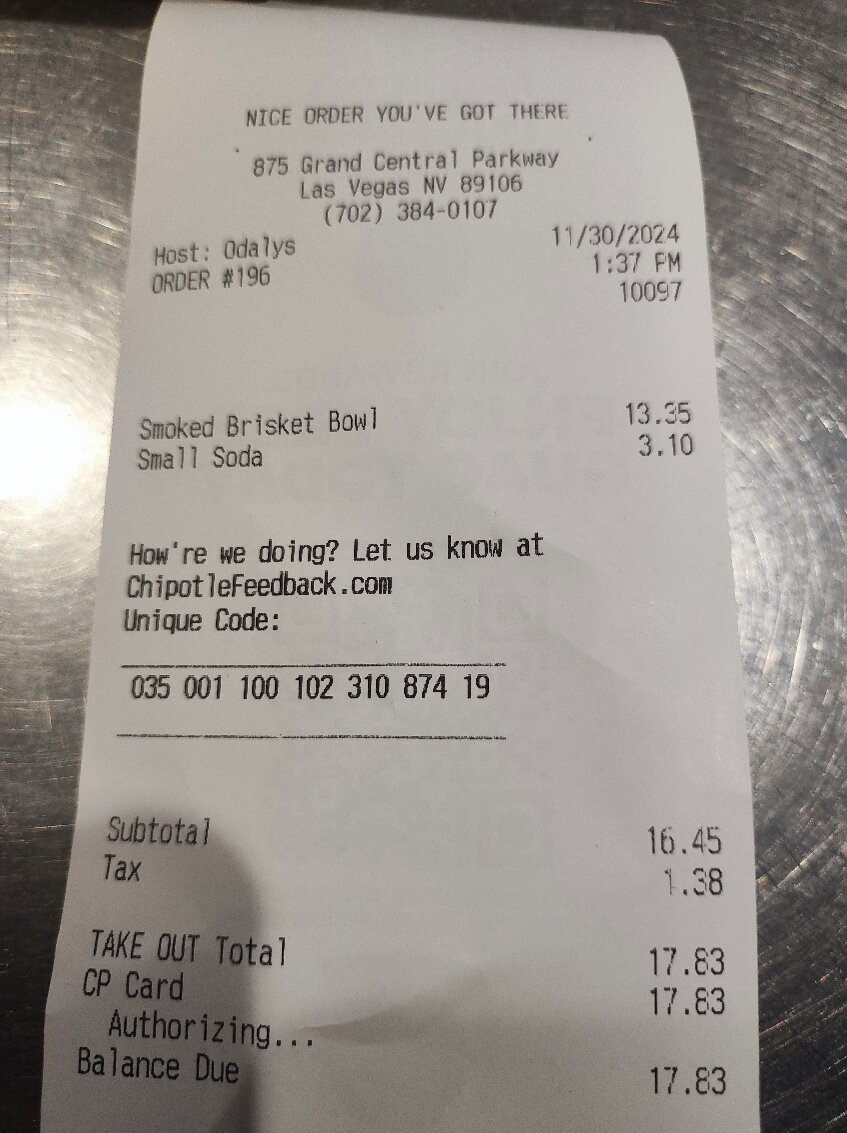 NICE ORDER YOU'VE GOT THERE
875 Grand Central Parkway
Las Vegas NV 89106
(702) 384-0107
Host: Odalys 11/30/2024
ORDER #196 1:37 PM
10097
Smoked Brisket Bowl 13.35
Small Soda 3.10
How're we doing? Let us know at
ChipotleFeedback.com
Unique Code:
035 001 100 102 310 874 19
Subtotal 16.45
Tax 1.38
TAKE OUT Total 17.83
CP Card 17.83
Authorizing...
Balance Due 17.83